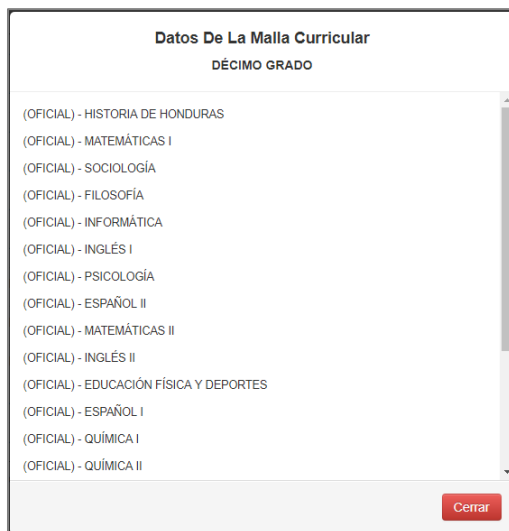 Datos De La Malla Curricular
DÉCIMO GRADO
(OFICIAL) - HISTORIA DE HONDURAS
(OFICIAL) - MATEMÁTICAS I
(OFICIAL) - SOCIOLOGÍA
(OFICIAL) - FILOSOFÍA
(OFICIAL) - INFORMÁTICA
(OFICIAL) - INGLÉS I
(OFICIAL) - PSICOLOGÍA
(OFICIAL) - ESPAÑOL II
(OFICIAL) - MATEMÁTICAS II
(OFICIAL) - INGLÉS II
(OFICIAL) - EDUCACIÓN FÍSICA Y DEPORTES
(OFICIAL) - ESPAÑOL I
(OFICIAL) - QUÍMICA I
(OFICIAL) - QUÍMICA II
Cerrar